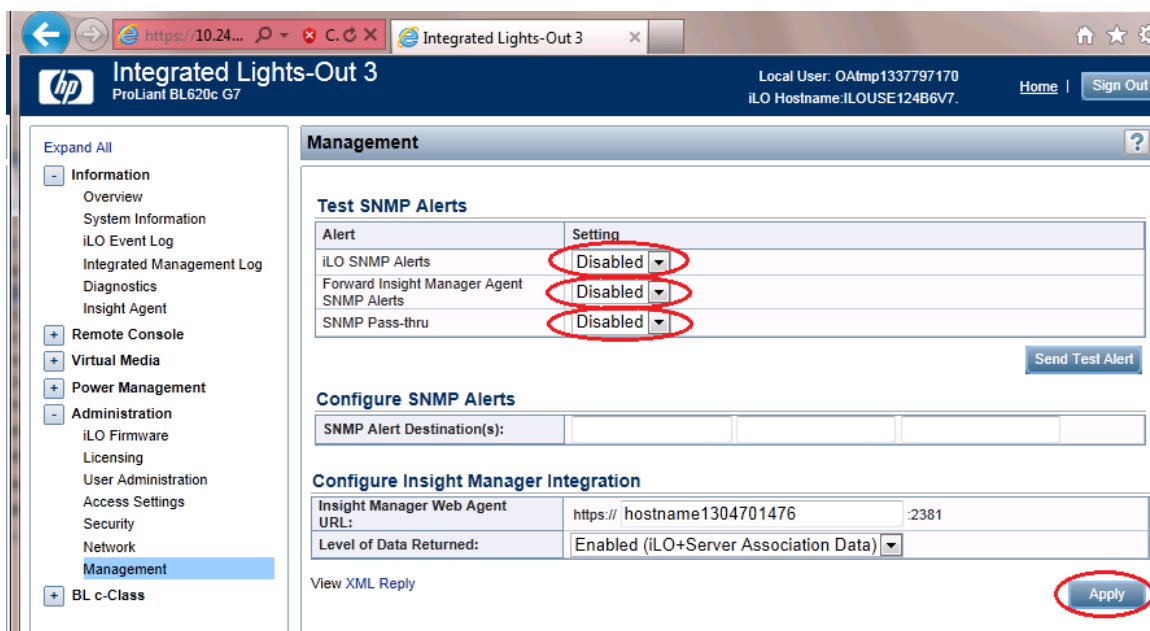 https://10.24... C. Integrated Lights-Out 3
hp
Integrated Lights-Out 3
ProLiant BL620c G7
Local User: OAtmp1337797170
iLO Hostname:ILOUSE124B6V7.
Home | Sign Out
Expand All
Information
Overview
System Information
iLO Event Log
Integrated Management Log
Diagnostics
Insight Agent
Remote Console
Virtual Media
Power Management
Administration
iLO Firmware
Licensing
User Administration
Access Settings
Security
Network
Management
BL c-Class
Management ?
Test SNMP Alerts
Alert Setting
iLO SNMP Alerts Disabled
Forward Insight Manager Agent
SNMP Alerts Disabled
SNMP Pass-thru Disabled
Send Test Alert
Configure SNMP Alerts
SNMP Alert Destination(s):
Configure Insight Manager Integration
Insight Manager Web Agent
URL: https:// hostname1304701476 :2381
Level of Data Returned: Enabled (iLO+Server Association Data)
View XML Reply
Apply